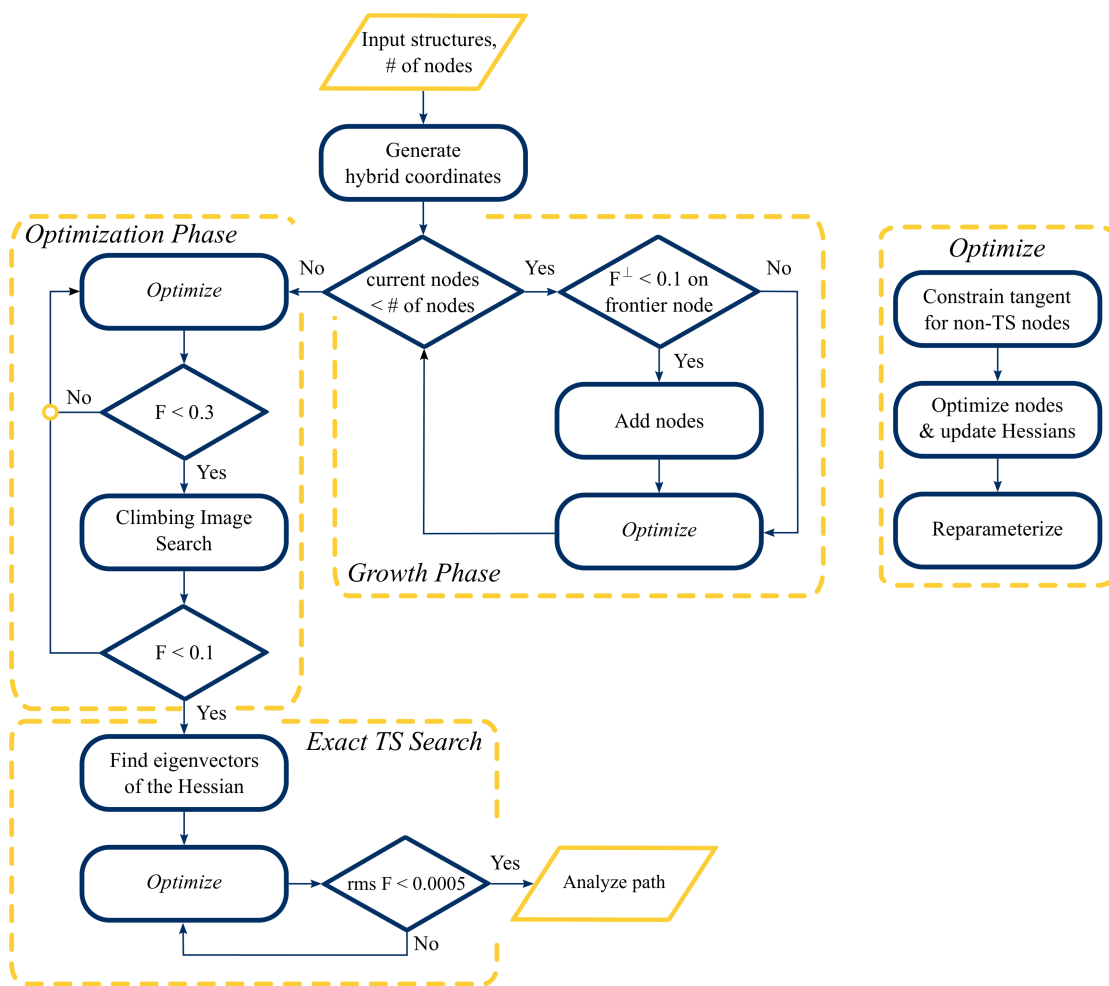 Input structures,
# of nodes
Generate
hybrid coordinates
Optimization Phase
Optimize
No
current nodes
< # of nodes
Yes
F⊥ < 0.1 on
frontier node
No
Yes
Add nodes
Optimize
Growth Phase
No
F < 0.3
Yes
Climbing Image
Search
F < 0.1
Yes
Exact TS Search
Find eigenvectors
of the Hessian
Optimize
rms F < 0.0005
Yes
No
Analyze path
Optimize
Constrain tangent
for non-TS nodes
Optimize nodes
& update Hessians
Reparameterize